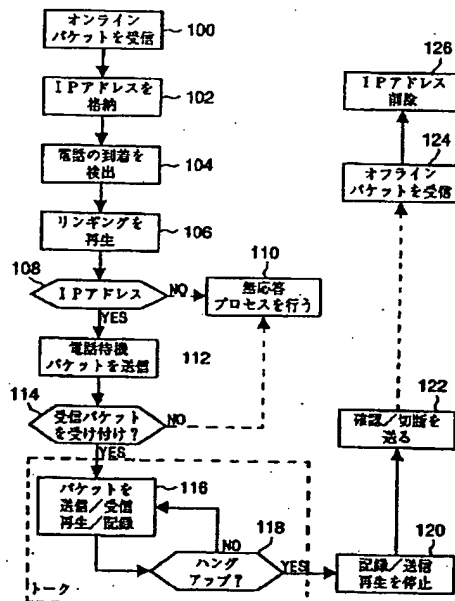 オンライン
パケットを受信
100
IPアドレスを
格納
102
電話の到着を
検出
104
リンギングを
再生
106
108
IPアドレス
NO
YES
110
無応答
プロセスを行う
電話待機
パケットを送信
112
114
受信パケット
を受け付け?
NO
YES
パケットを
送信/受信
再生/記録
116
NO
118
ハング
アップ?
YES
トーク
記録/送信
再生を停止
120
確認/切断を
送る
122
オフライン
パケットを受信
124
IPアドレス
削除
126